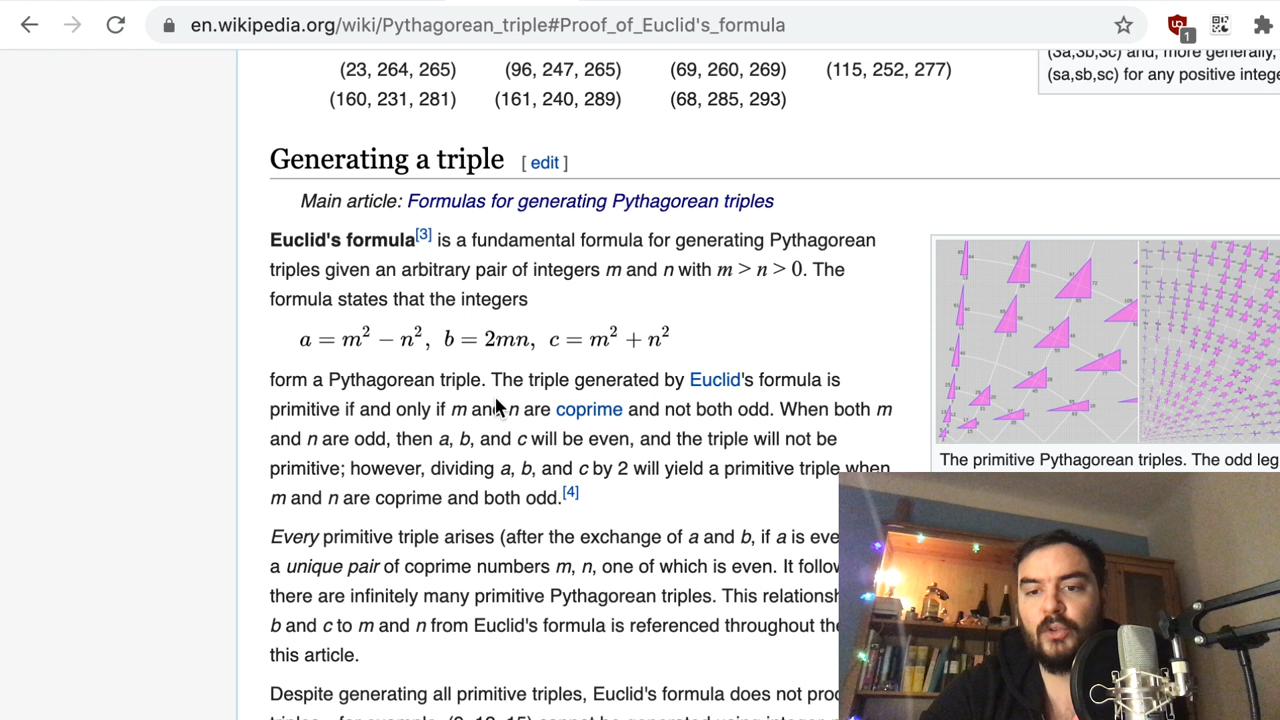 en.wikipedia.org/wiki/Pythagorean_triple#Proof_of_Euclid's_formula
1
(3a,3b,3c) and, more generally,
(sa,sb,sc) for any positive intege
(23, 264, 265) (96, 247, 265) (69, 260, 269) (115, 252, 277)
(160, 231, 281) (161, 240, 289) (68, 285, 293)
Generating a triple [ edit ]
Main article: Formulas for generating Pythagorean triples
Euclid's formula[3] is a fundamental formula for generating Pythagorean
triples given an arbitrary pair of integers m and n with m > n > 0. The
formula states that the integers
a = m² − n², b = 2mn, c = m² + n²
form a Pythagorean triple. The triple generated by Euclid's formula is
primitive if and only if m and n are coprime and not both odd. When both m
and n are odd, then a, b, and c will be even, and the triple will not be
primitive; however, dividing a, b, and c by 2 will yield a primitive triple when
m and n are coprime and both odd.[4]
The primitive Pythagorean triples. The odd leg
Every primitive triple arises (after the exchange of a and b, if a is eve
a unique pair of coprime numbers m, n, one of which is even. It follow
there are infinitely many primitive Pythagorean triples. This relationsh
b and c to m and n from Euclid's formula is referenced throughout the
this article.
Despite generating all primitive triples, Euclid's formula does not pro